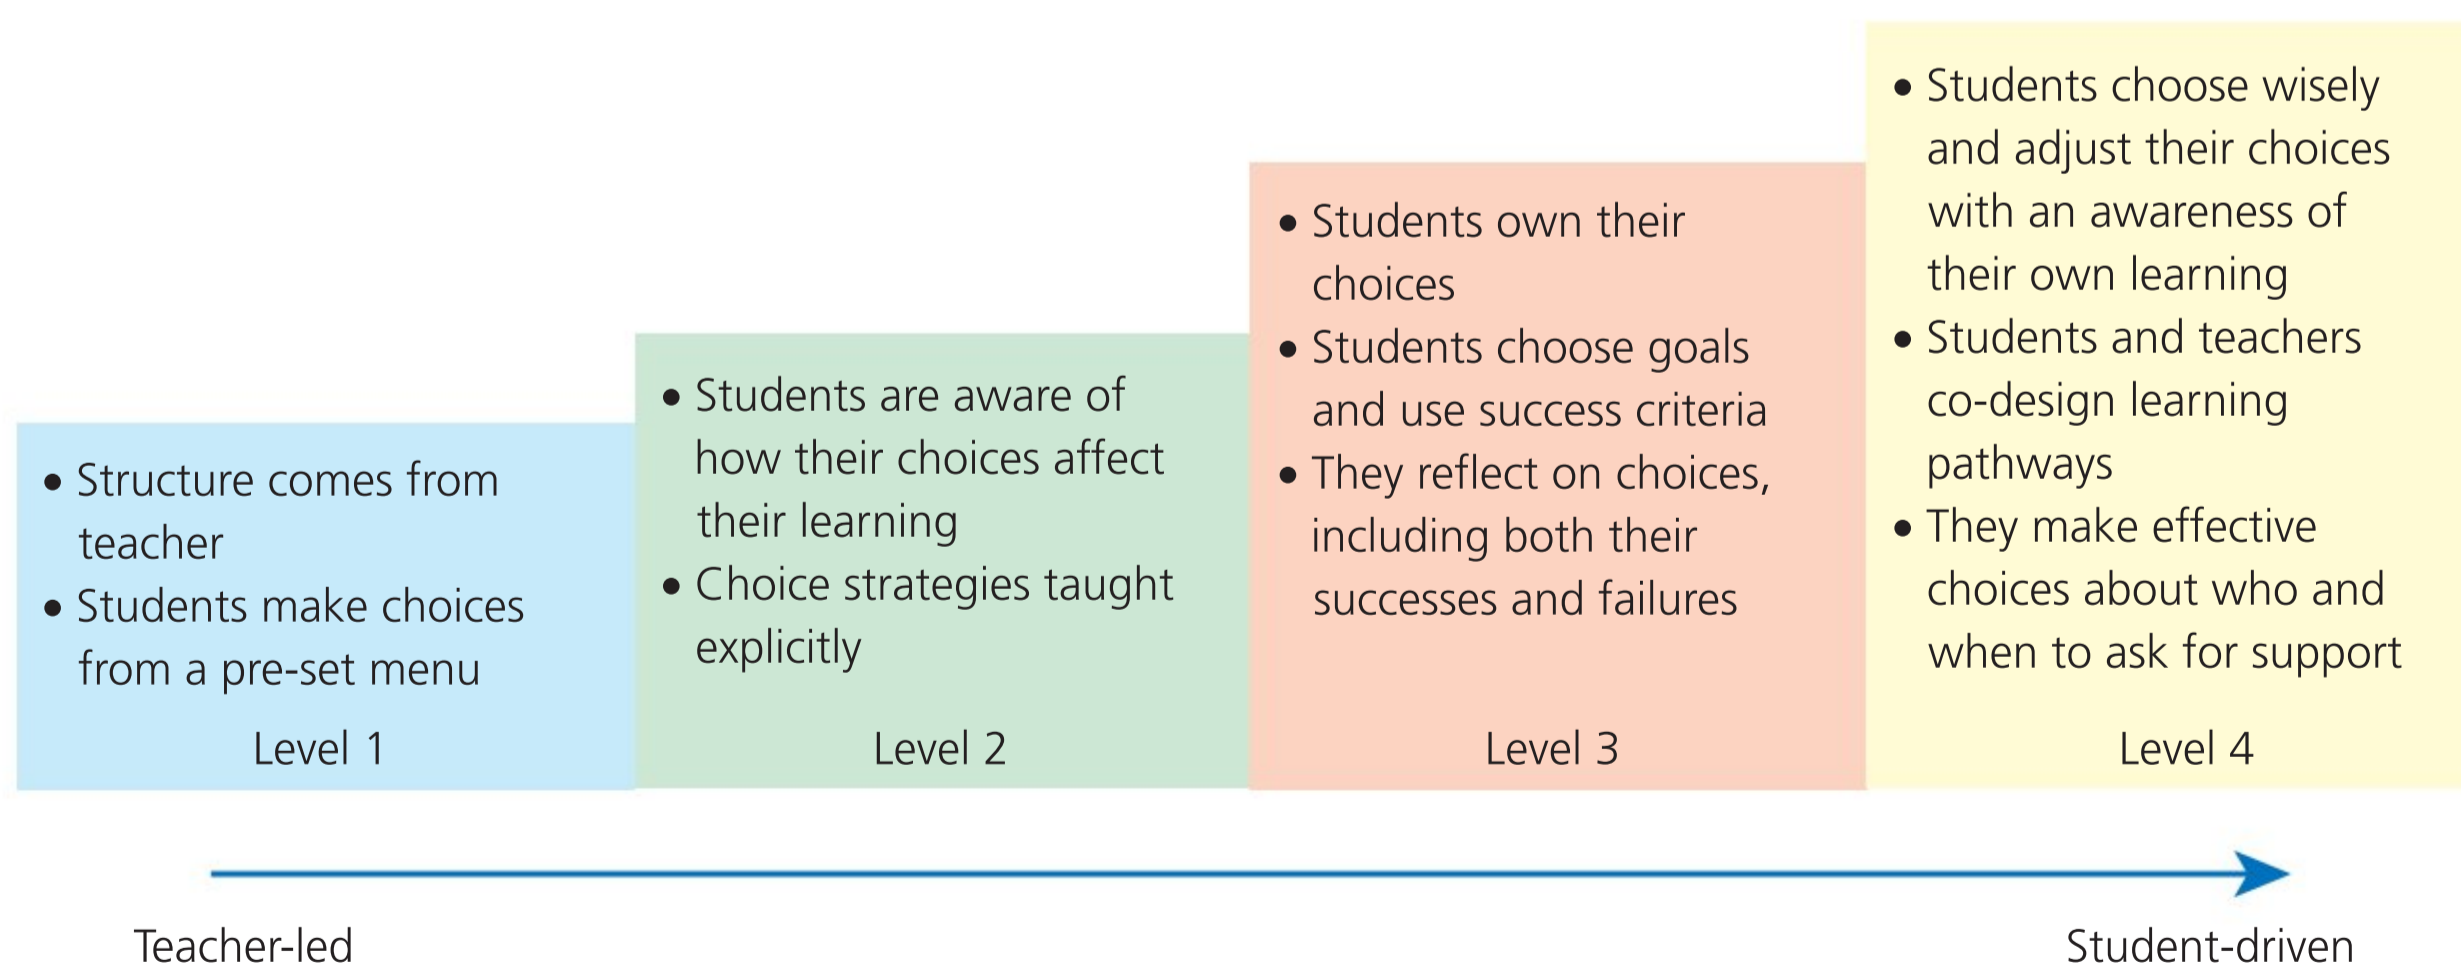 • Structure comes from
teacher
• Students make choices
from a pre-set menu
Level 1
• Students are aware of
how their choices affect
their learning
• Choice strategies taught
explicitly
Level 2
• Students own their
choices
• Students choose goals
and use success criteria
• They reflect on choices,
including both their
successes and failures
Level 3
• Students choose wisely
and adjust their choices
with an awareness of
their own learning
• Students and teachers
co-design learning
pathways
• They make effective
choices about who and
when to ask for support
Level 4
Teacher-led
Student-driven